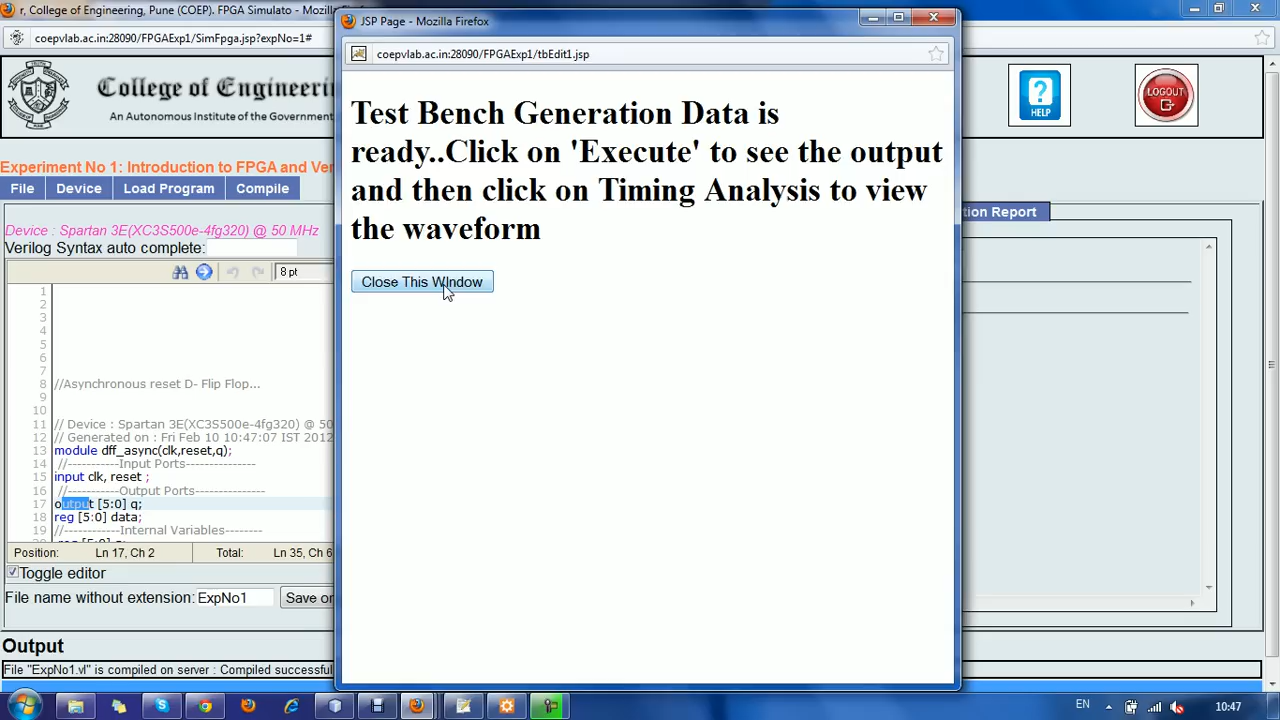 r, College of Engineering, Pune (COEP). FPGA Simulato - Mozilla Fir
JSP Page - Mozilla Firefox
coepvlab.ac.in:28090/FPGAExp1/SimFpga.jsp?expNo=1#
coepvlab.ac.in:28090/FPGAExp1/tbEdit1.jsp
College of Engineering
An Autonomous Institute of the Government
HELP
LOGOUT
Test Bench Generation Data is
ready..Click on 'Execute' to see the output
and then click on Timing Analysis to view
the waveform
Close This WIndow
Experiment No 1: Introduction to FPGA and Ver
File Device Load Program Compile
tion Report
Device : Spartan 3E(XC3S500e-4fg320) @ 50 MHz
Verilog Syntax auto complete:
8 pt
1
2
3
4
5
6
7
8 //Asynchronous reset D- Flip Flop...
9
10
11 // Device : Spartan 3E(XC3S500e-4fg320) @ 50
12 // Generated on : Fri Feb 10 10:47:07 IST 2012
13 module dff_async(clk,reset,q);
14 //-----------Input Ports---------------
15 input clk, reset ;
16 //-----------Output Ports---------------
17 output [5:0] q;
18 reg [5:0] data;
19 //-----------Internal Variables--------
Position: Ln 17, Ch 2 Total: Ln 35, Ch 6
Toggle editor
File name without extension: ExpNo1 Save on
Output
File "ExpNo1.vl" is compiled on server : Compiled successful
EN 10:47